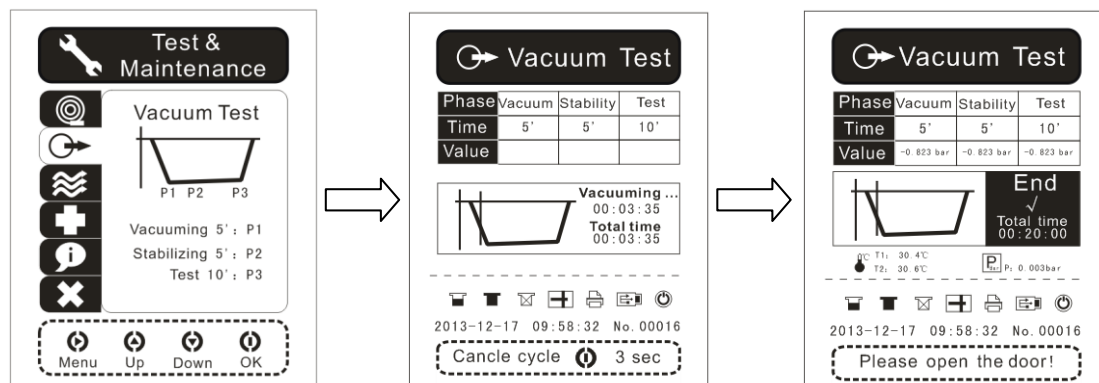 Test &
Maintenance
Vacuum Test
P1 P2 P3
Vacuuming 5': P1
Stabilizing 5': P2
Test 10': P3
Menu Up Down OK
Vacuum Test
Phase Vacuum Stability Test
Time 5' 5' 10'
Value
Vacuuming ...
00:03:35
Total time
00:03:35
2013-12-17 09:58:32 No.00016
Cancle cycle 3 sec
Vacuum Test
Phase Vacuum Stability Test
Time 5' 5' 10'
Value -0.823 bar -0.823 bar -0.823 bar
End
√
Total time
00:20:00
℃ T1: 30.4℃
T2: 30.6℃
P bar P: 0.003bar
2013-12-17 09:58:32 No.00016
Please open the door!